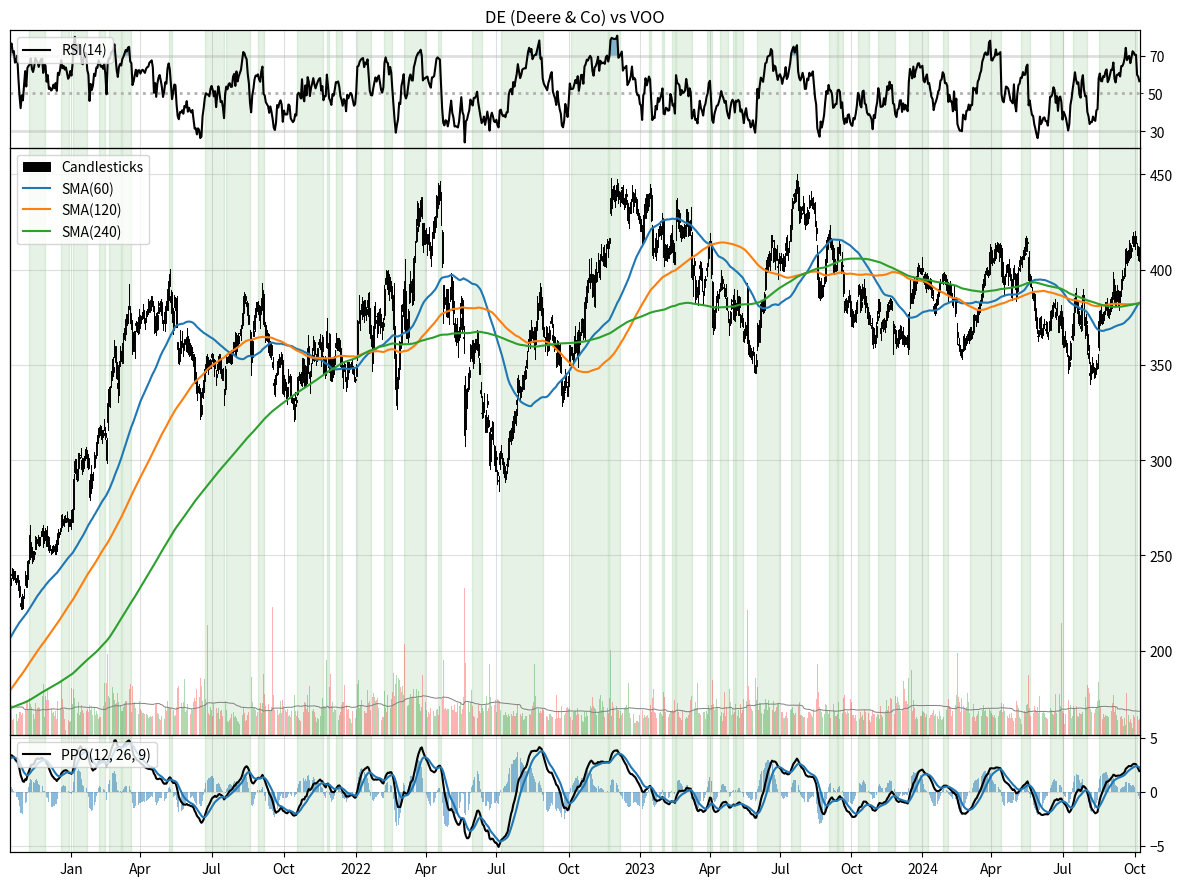 DE (Deere & Co) vs VOO
RSI(14)
70
50
30
Candlesticks
SMA(60)
SMA(120)
SMA(240)
450
400
350
300
250
200
PPO(12, 26, 9)
5
0
−5
Jan Apr Jul Oct 2022 Apr Jul Oct 2023 Apr Jul Oct 2024 Apr Jul Oct